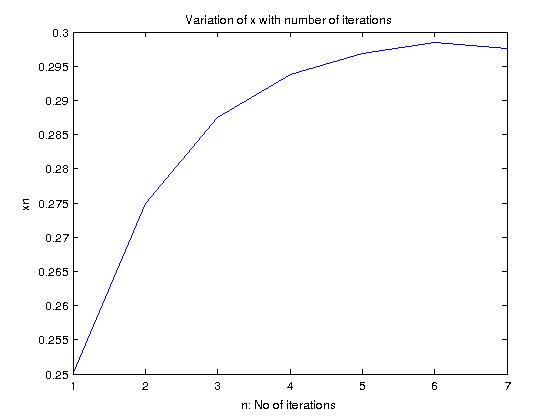 Variation of x with number of iterations
0.3
0.295
0.29
0.285
0.28
0.275
0.27
0.265
0.26
0.255
0.25
xn
1 2 3 4 5 6 7
n: No of iterations